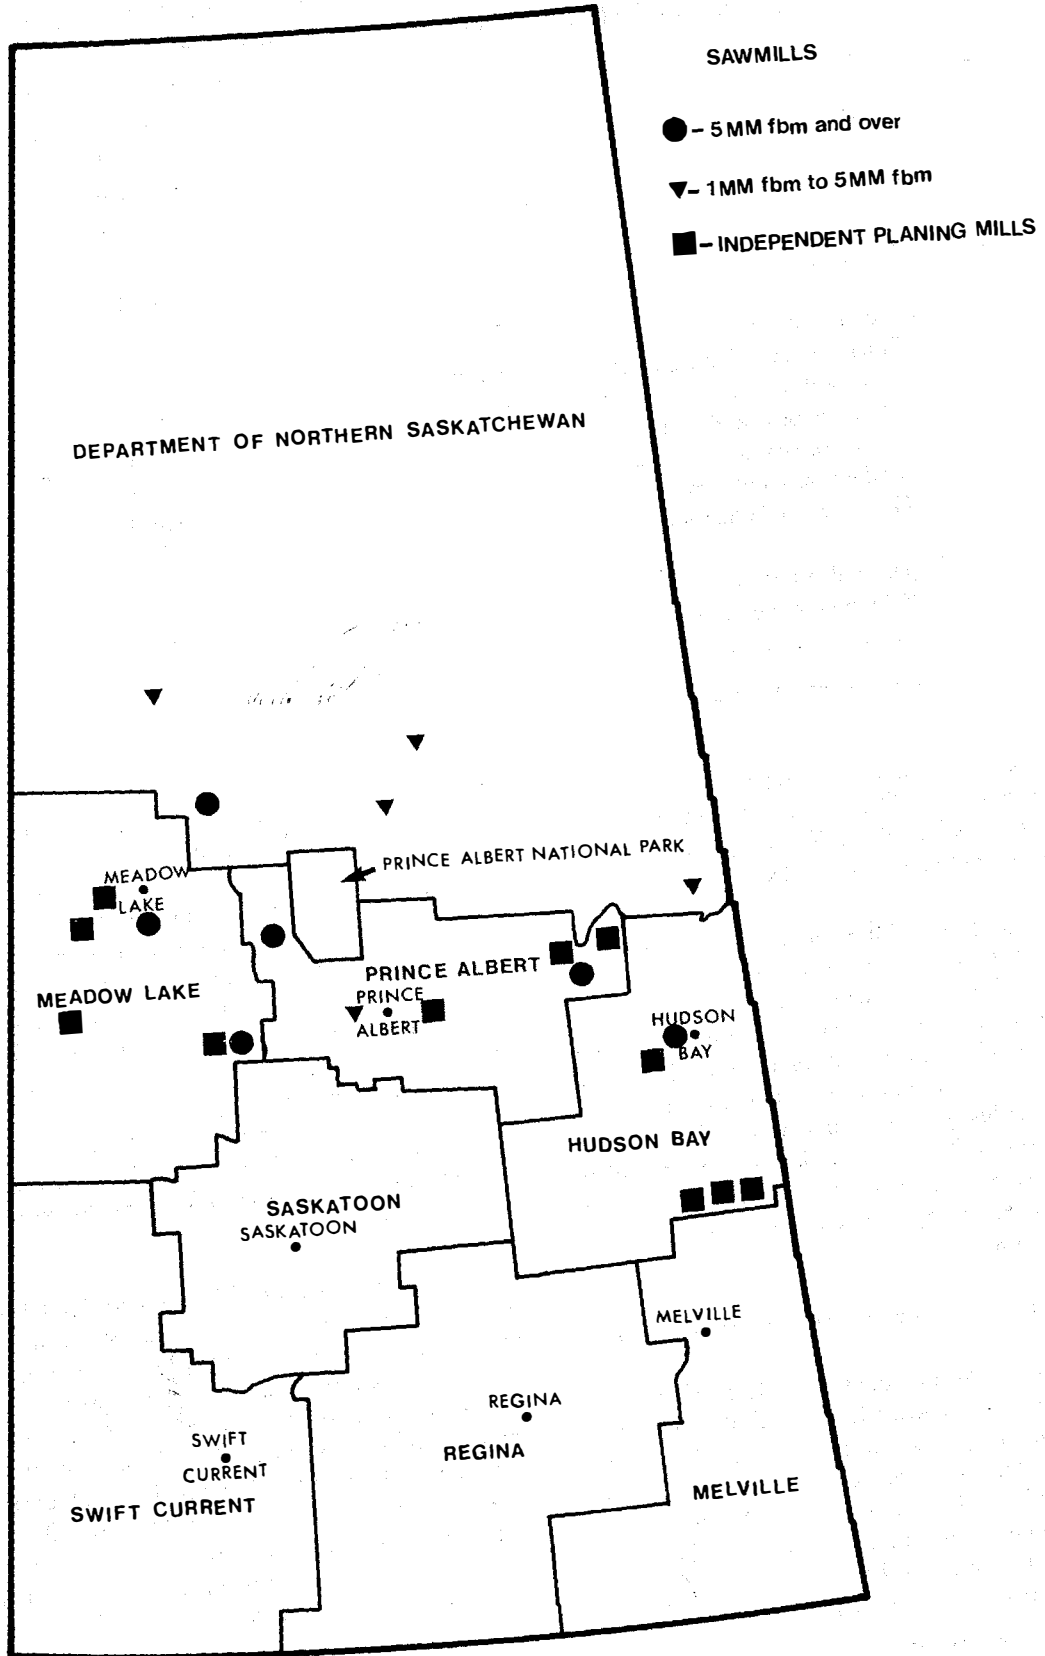 SAWMILLS
– 5MM fbm and over
– 1MM fbm to 5MM fbm
– INDEPENDENT PLANING MILLS
DEPARTMENT OF NORTHERN SASKATCHEWAN
PRINCE ALBERT NATIONAL PARK
MEADOW
LAKE
PRINCE ALBERT
MEADOW LAKE
PRINCE
ALBERT
HUDSON
BAY
HUDSON BAY
SASKATOON
SASKATOON
MELVILLE
REGINA
REGINA
SWIFT
CURRENT
SWIFT CURRENT
MELVILLE